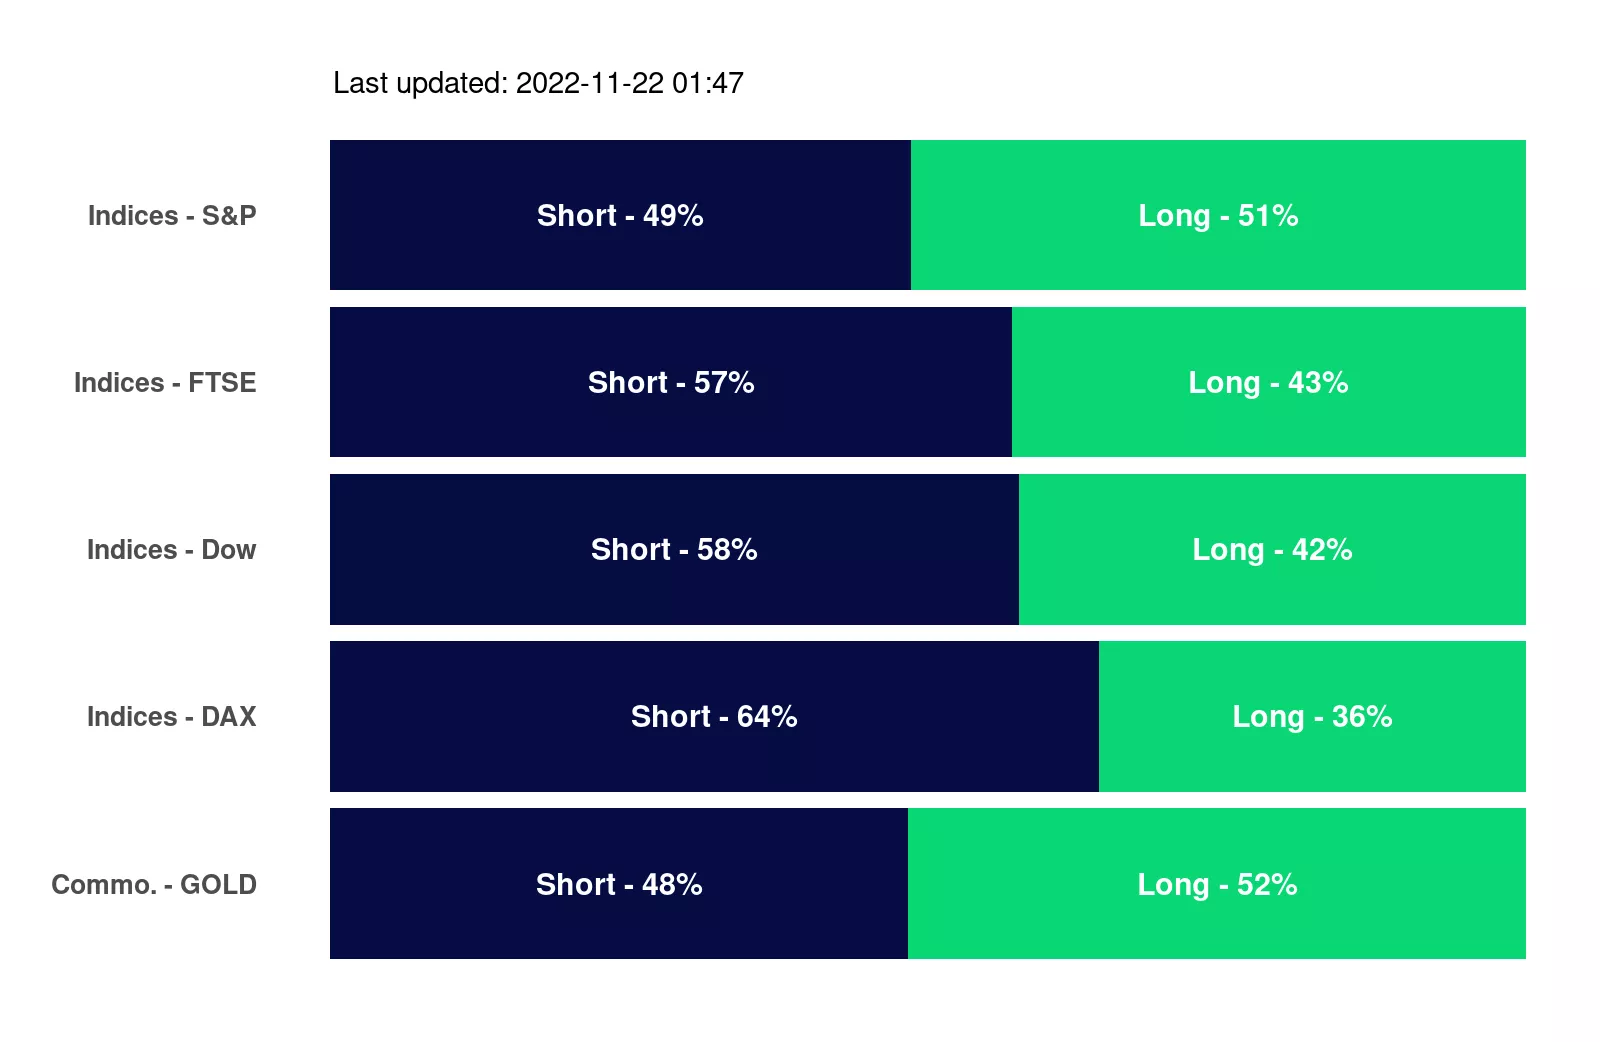 Last updated: 2022-11-22 01:47
Indices - S&P Short - 49% Long - 51%
Indices - FTSE Short - 57% Long - 43%
Indices - Dow Short - 58% Long - 42%
Indices - DAX Short - 64% Long - 36%
Commo. - GOLD Short - 48% Long - 52%